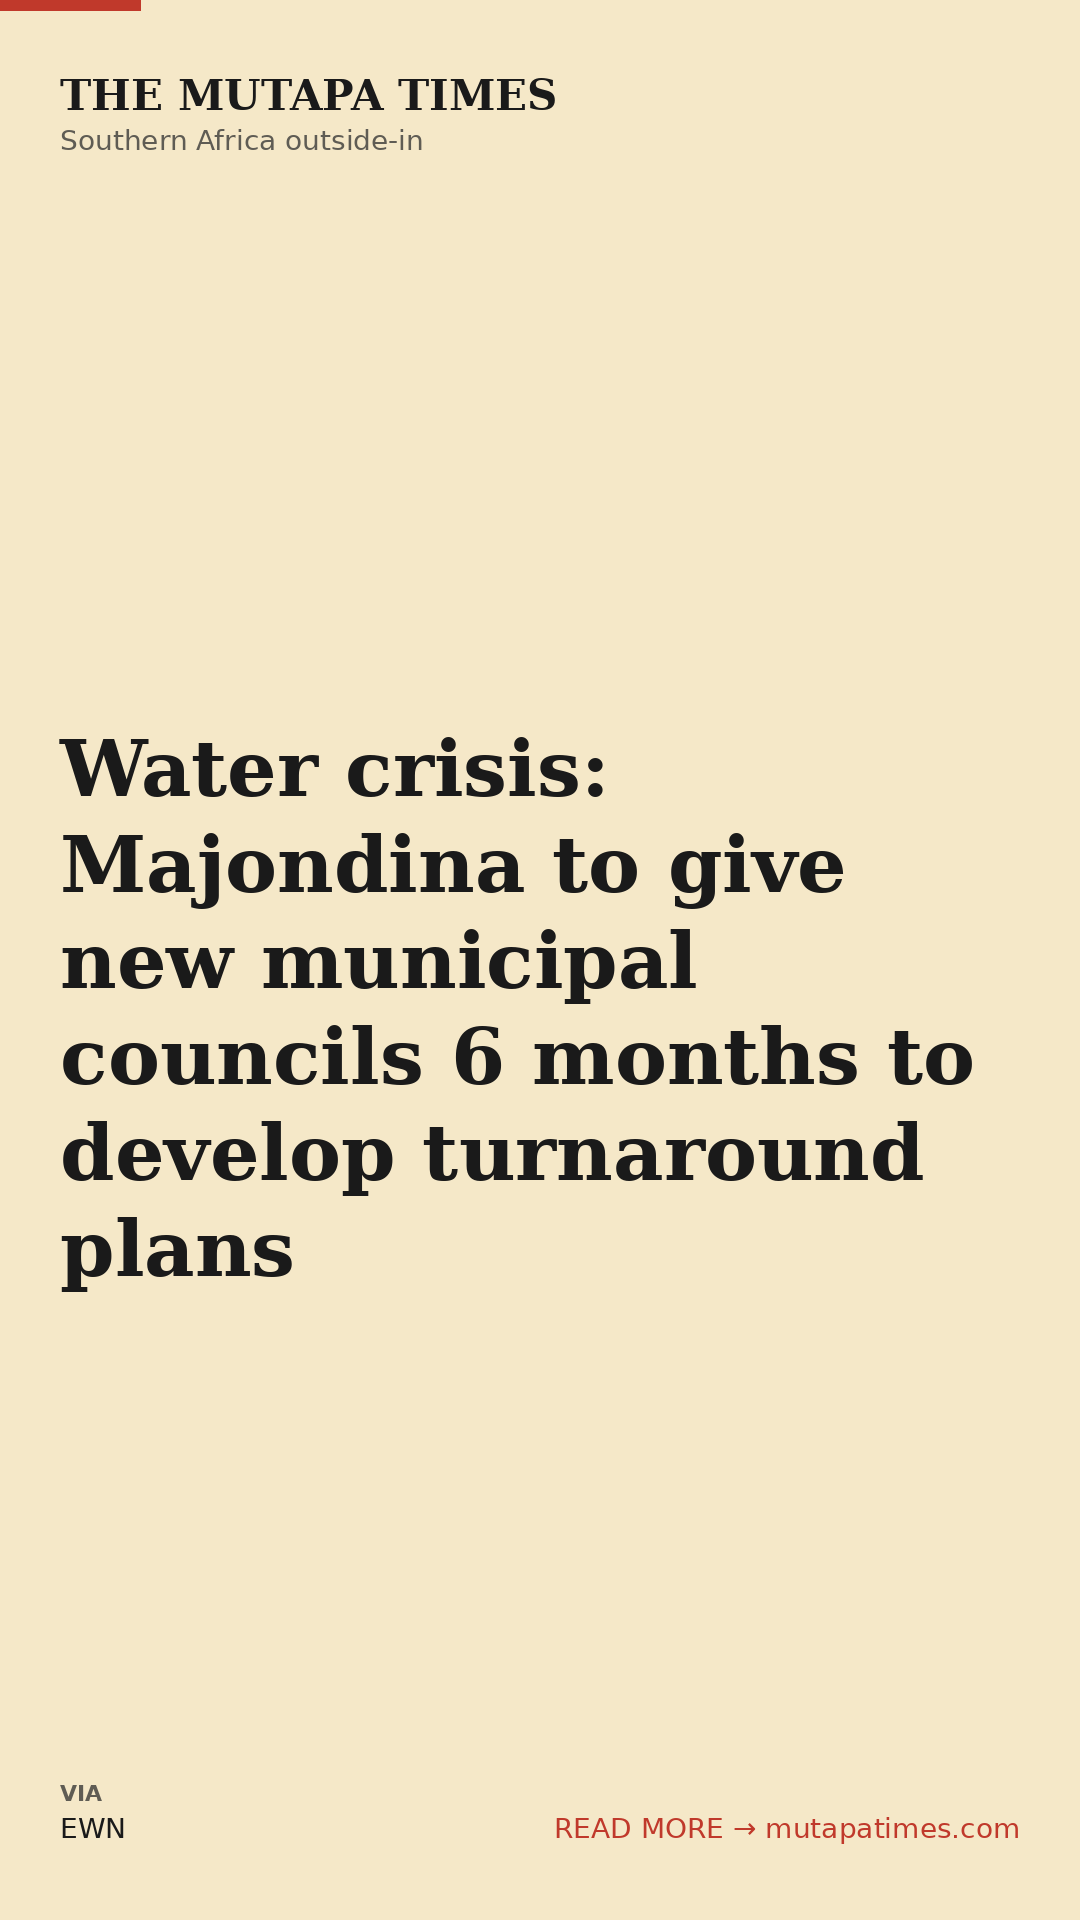 THE MUTAPA TIMES
Southern Africa outside-in
Water crisis:
Majondina to give
new municipal
councils 6 months to
develop turnaround
plans
VIA
EWN
READ MORE → mutapatimes.com